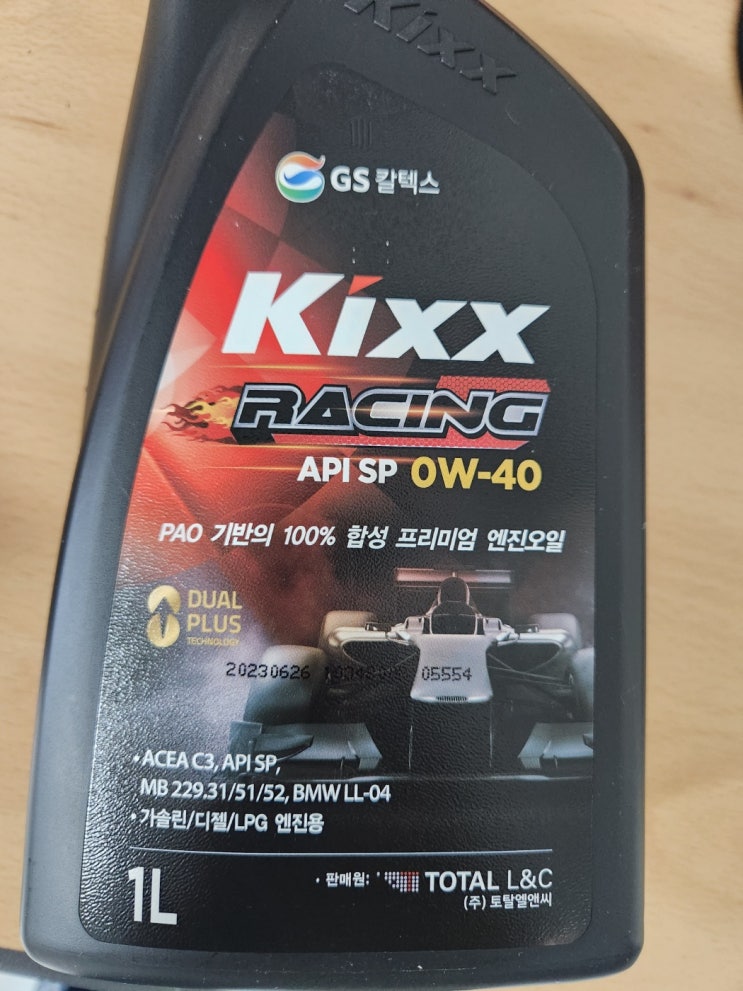 Kixx
GS 칼텍스
Kixx
RACING
API SP 0W-40
PAO 기반의 100% 합성 프리미엄 엔진오일
DUAL
PLUS
TECHNOLOGY
20230626 05554
• ACEA C3, API SP,
MB 229.31/51/52, BMW LL-04
• 가솔린/디젤/LPG 엔진용
1L
• 판매원: TOTAL L&C
(주) 토탈엘앤씨